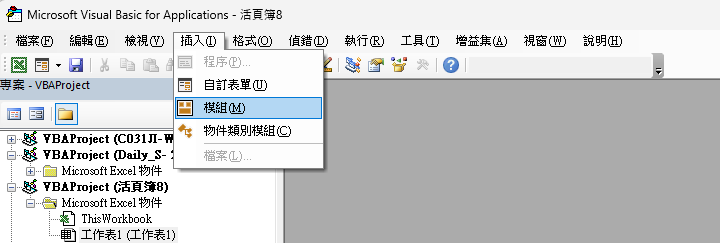 Microsoft Visual Basic for Applications - 活頁簿8
檔案(F) 編輯(E) 檢視(V) 插入(I) 格式(O) 偵錯(D) 執行(R) 工具(T) 增益集(A) 視窗(W) 說明(H)
程序(P)...
自訂表單(U)
專案 - VBAProject
模組(M)
物件類別模組(C)
VBAProject (C031J1-W
檔案(L)...
VBAProject (Daily_S- 2
Microsoft Excel 物件
VBAProject (活頁簿8)
Microsoft Excel 物件
ThisWorkbook
工作表1 (工作表1)